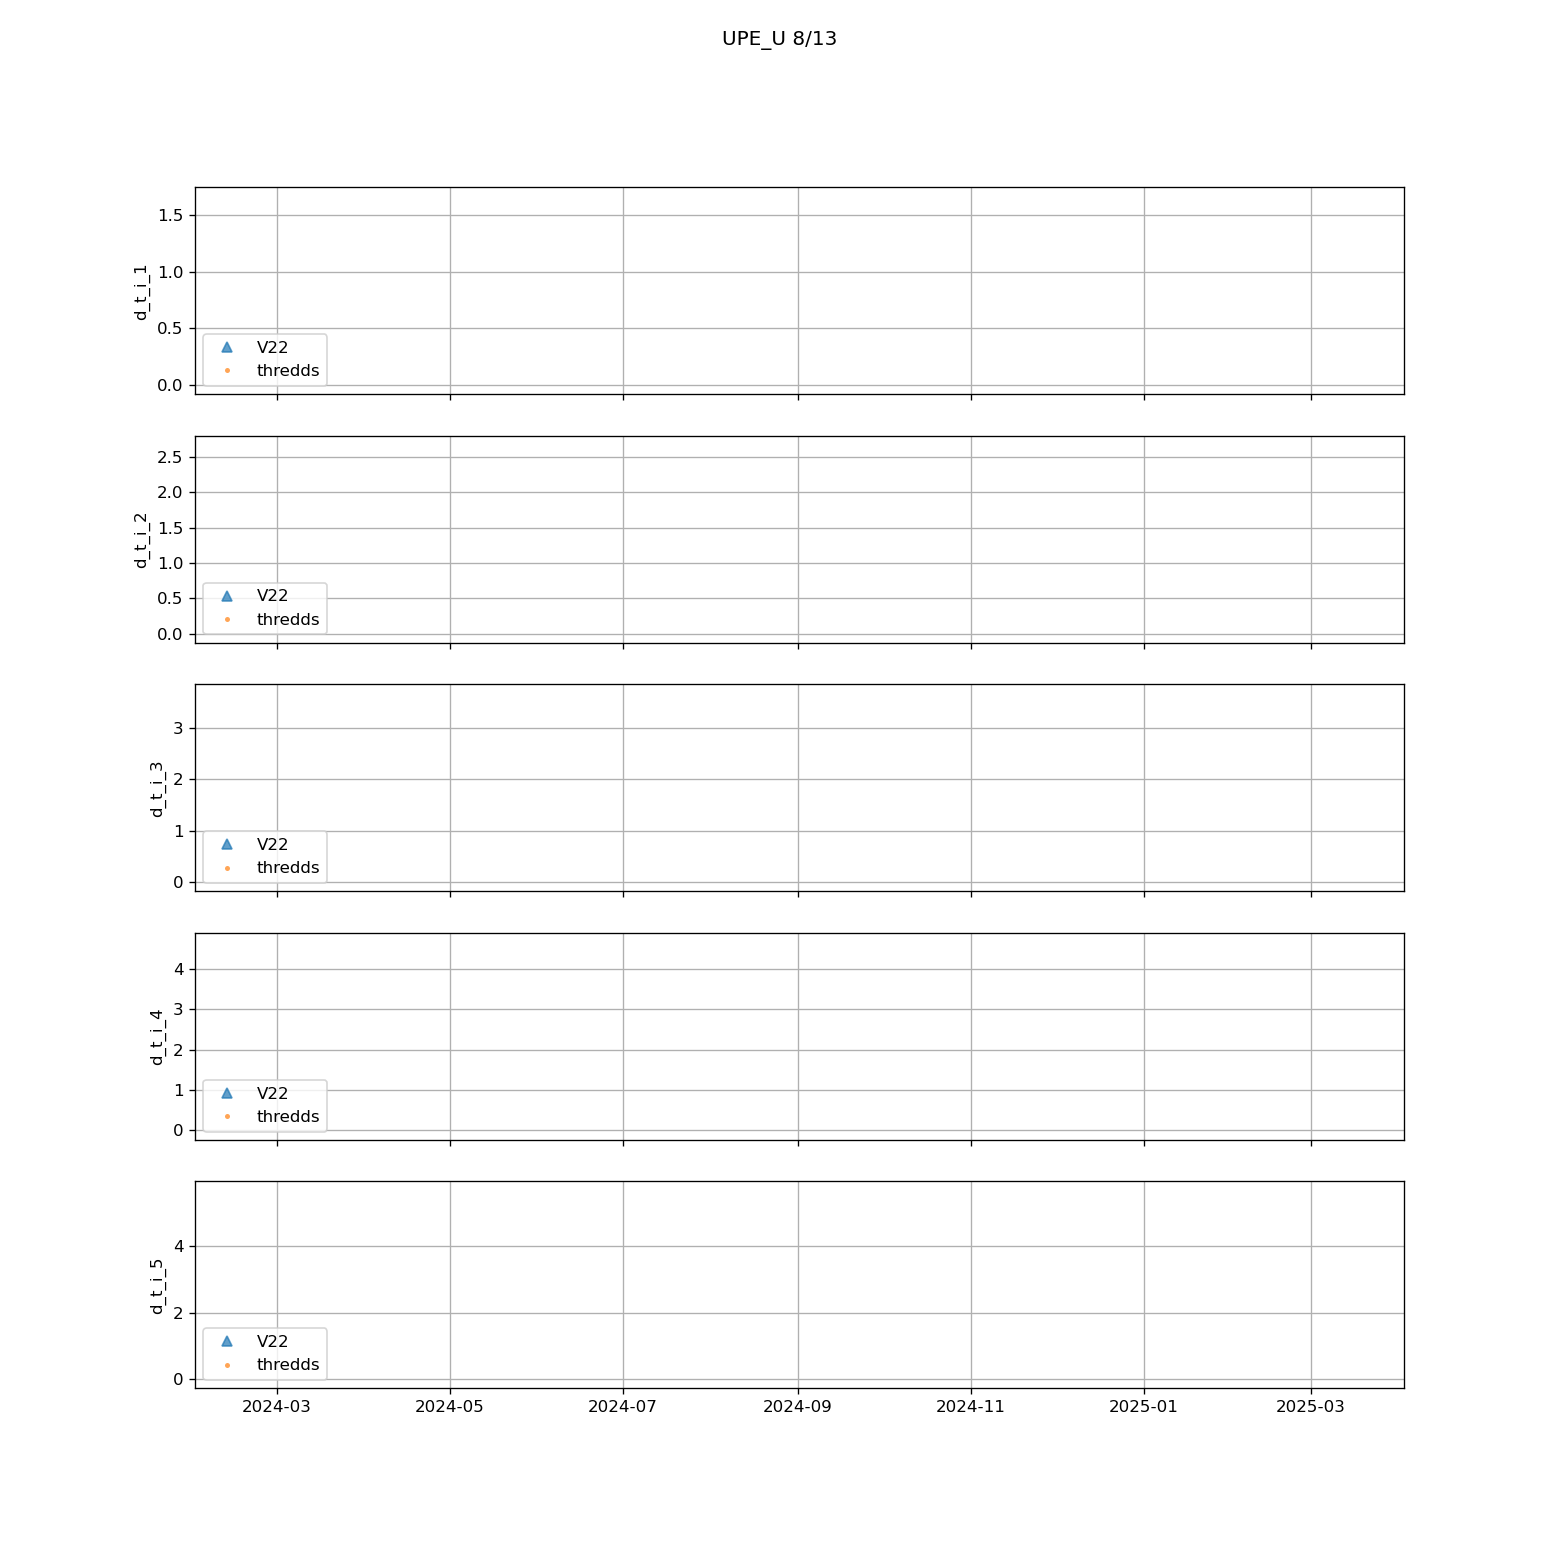 UPE_U 8/13
d_t_i_1
1.5
1.0
0.5
0.0
V22
thredds
d_t_i_2
2.5
2.0
1.5
1.0
0.5
0.0
V22
thredds
d_t_i_3
3
2
1
0
V22
thredds
d_t_i_4
4
3
2
1
0
V22
thredds
d_t_i_5
4
2
0
V22
thredds
2024-03 2024-05 2024-07 2024-09 2024-11 2025-01 2025-03